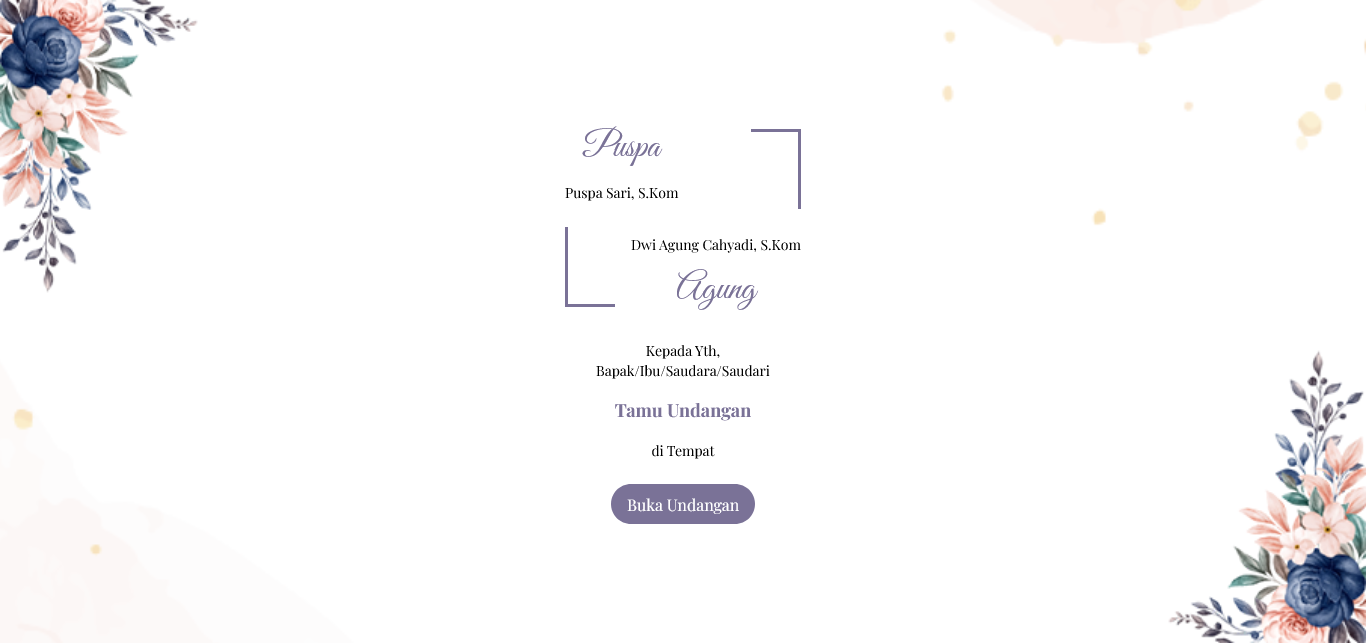 Puspa
Puspa Sari, S.Kom
Dwi Agung Cahyadi, S.Kom
Agung
Kepada Yth,
Bapak/Ibu/Saudara/Saudari
Tamu Undangan
di Tempat
Buka Undangan